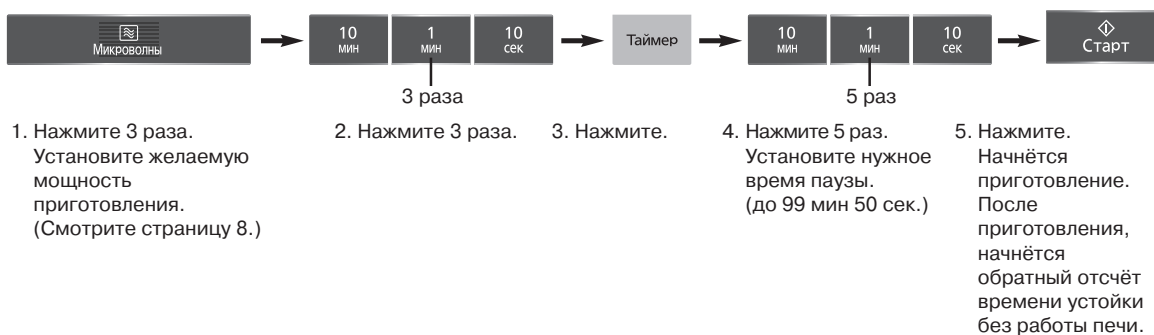 Микроволны
10
мин
1
мин
10
сек
Таймер
10
мин
1
мин
10
сек
Старт
3 раза
5 раз
1. Нажмите 3 раза.
Установите желаемую
мощность
приготовления.
(Смотрите страницу 8.)
2. Нажмите 3 раза.
3. Нажмите.
4. Нажмите 5 раз.
Установите нужное
время паузы.
(до 99 мин 50 сек.)
5. Нажмите.
Начнётся
приготовление.
После
приготовления,
начнётся
обратный отсчёт
времени устойки
без работы печи.